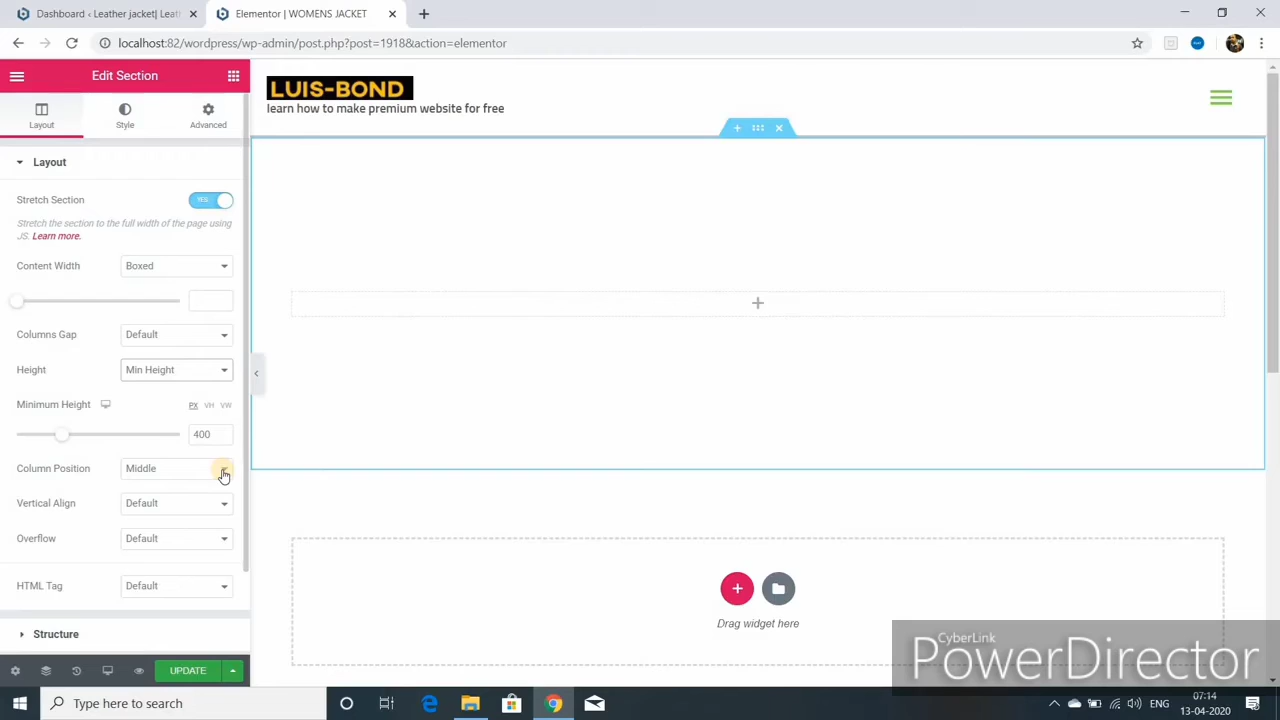 Dashboard ‹ Leather jacket| Leath
Elementor | WOMENS JACKET
localhost:82/wordpress/wp-admin/post.php?post=1918&action=elementor
Edit Section
Layout
Style
Advanced
Layout
Stretch Section
YES
Stretch the section to the full width of the page using
JS. Learn more.
Content Width
Boxed
Columns Gap
Default
Height
Min Height
Minimum Height
PX VH VW
400
Column Position
Middle
Vertical Align
Default
Overflow
Default
HTML Tag
Default
Structure
UPDATE
LUIS-BOND
learn how to make premium website for free
Drag widget here
CyberLink
PowerDirector
Type here to search
ENG
07:14
13-04-2020